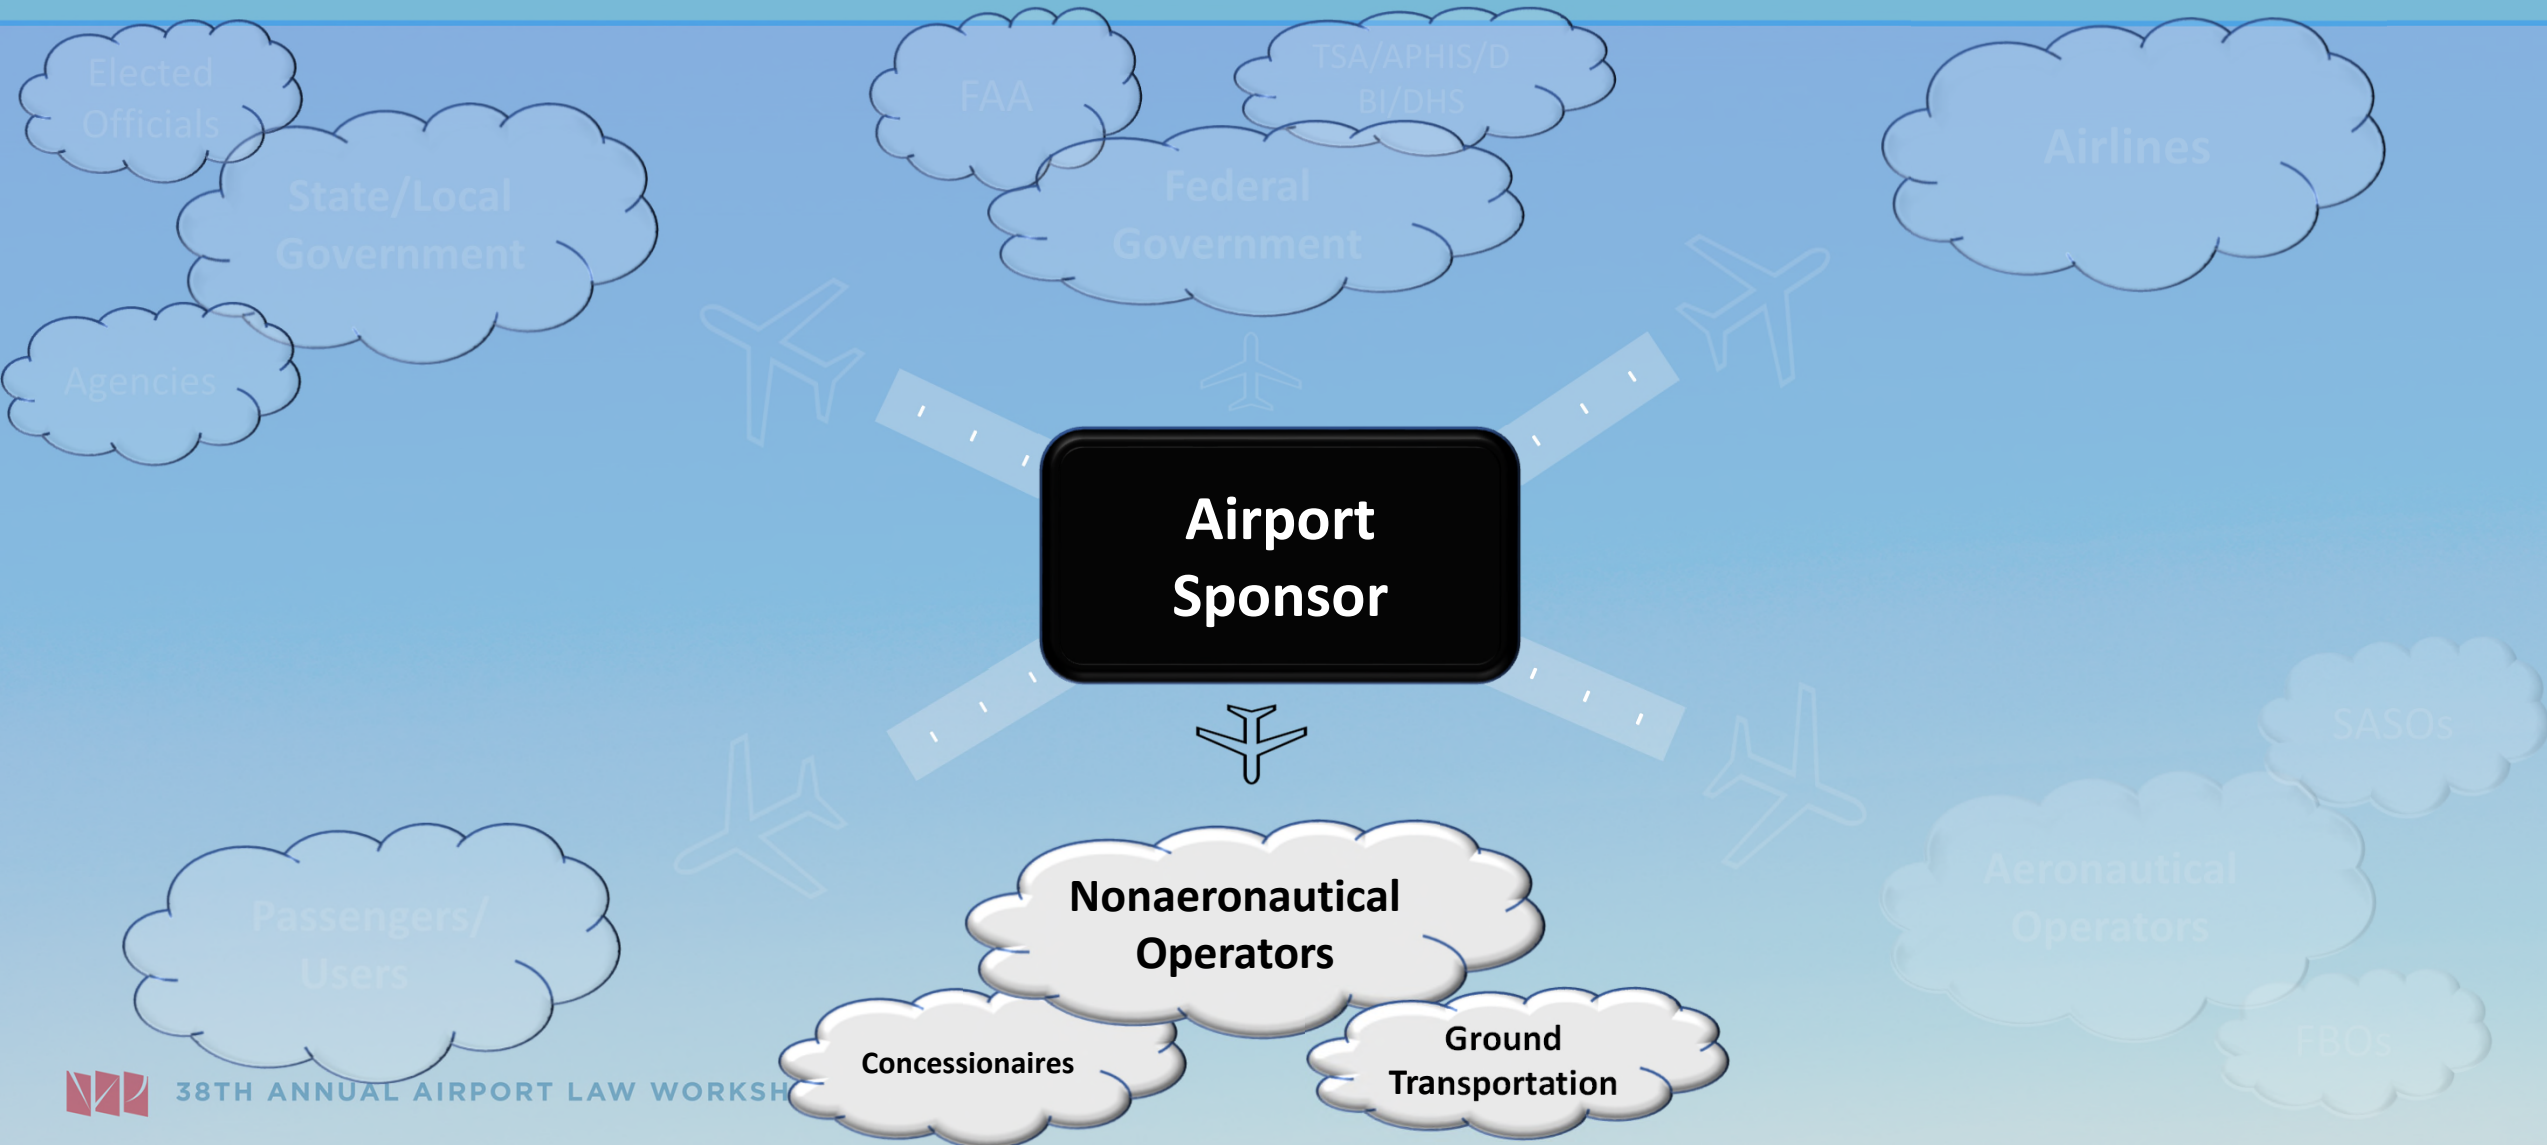 Elected
Officials
State/Local
Government
Agencies
FAA
TSA/APHIS/D
BI/DHS
Federal
Government
Airlines
Airport
Sponsor
SASOs
Aeronautical
Operators
FBOs
Passengers/
Users
Nonaeronautical
Operators
Concessionaires
Ground
Transportation
38TH ANNUAL AIRPORT LAW WORKSH